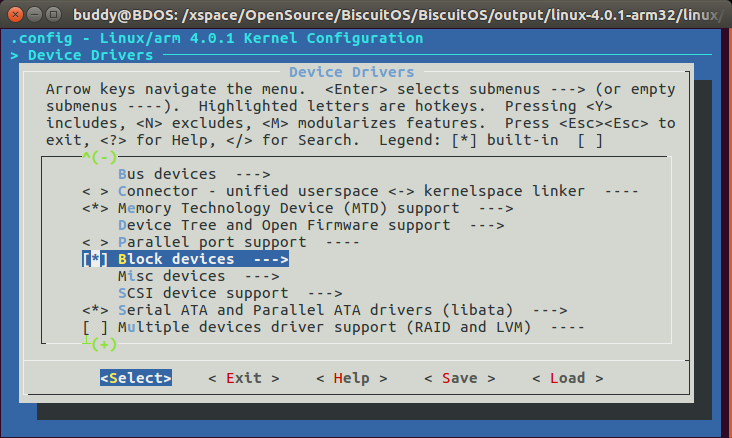 buddy@BDOS: /xspace/OpenSource/BiscuitOS/BiscuitOS/output/linux-4.0.1-arm32/linux/
.config - Linux/arm 4.0.1 Kernel Configuration
> Device Drivers
Device Drivers
Arrow keys navigate the menu.  <Enter> selects submenus ---> (or empty
submenus ----).  Highlighted letters are hotkeys.  Pressing <Y>
includes, <N> excludes, <M> modularizes features.  Press <Esc><Esc> to
exit, <?> for Help, </> for Search.  Legend: [*] built-in  [ ]
^(-)
Bus devices  --->
< > Connector - unified userspace <-> kernelspace linker  ----
<*> Memory Technology Device (MTD) support  --->
Device Tree and Open Firmware support  --->
< > Parallel port support  ----
[*] Block devices  --->
Misc devices  --->
SCSI device support  --->
<*> Serial ATA and Parallel ATA drivers (libata)  --->
[ ] Multiple devices driver support (RAID and LVM)  ----
(+)
<Select>    < Exit >    < Help >    < Save >    < Load >